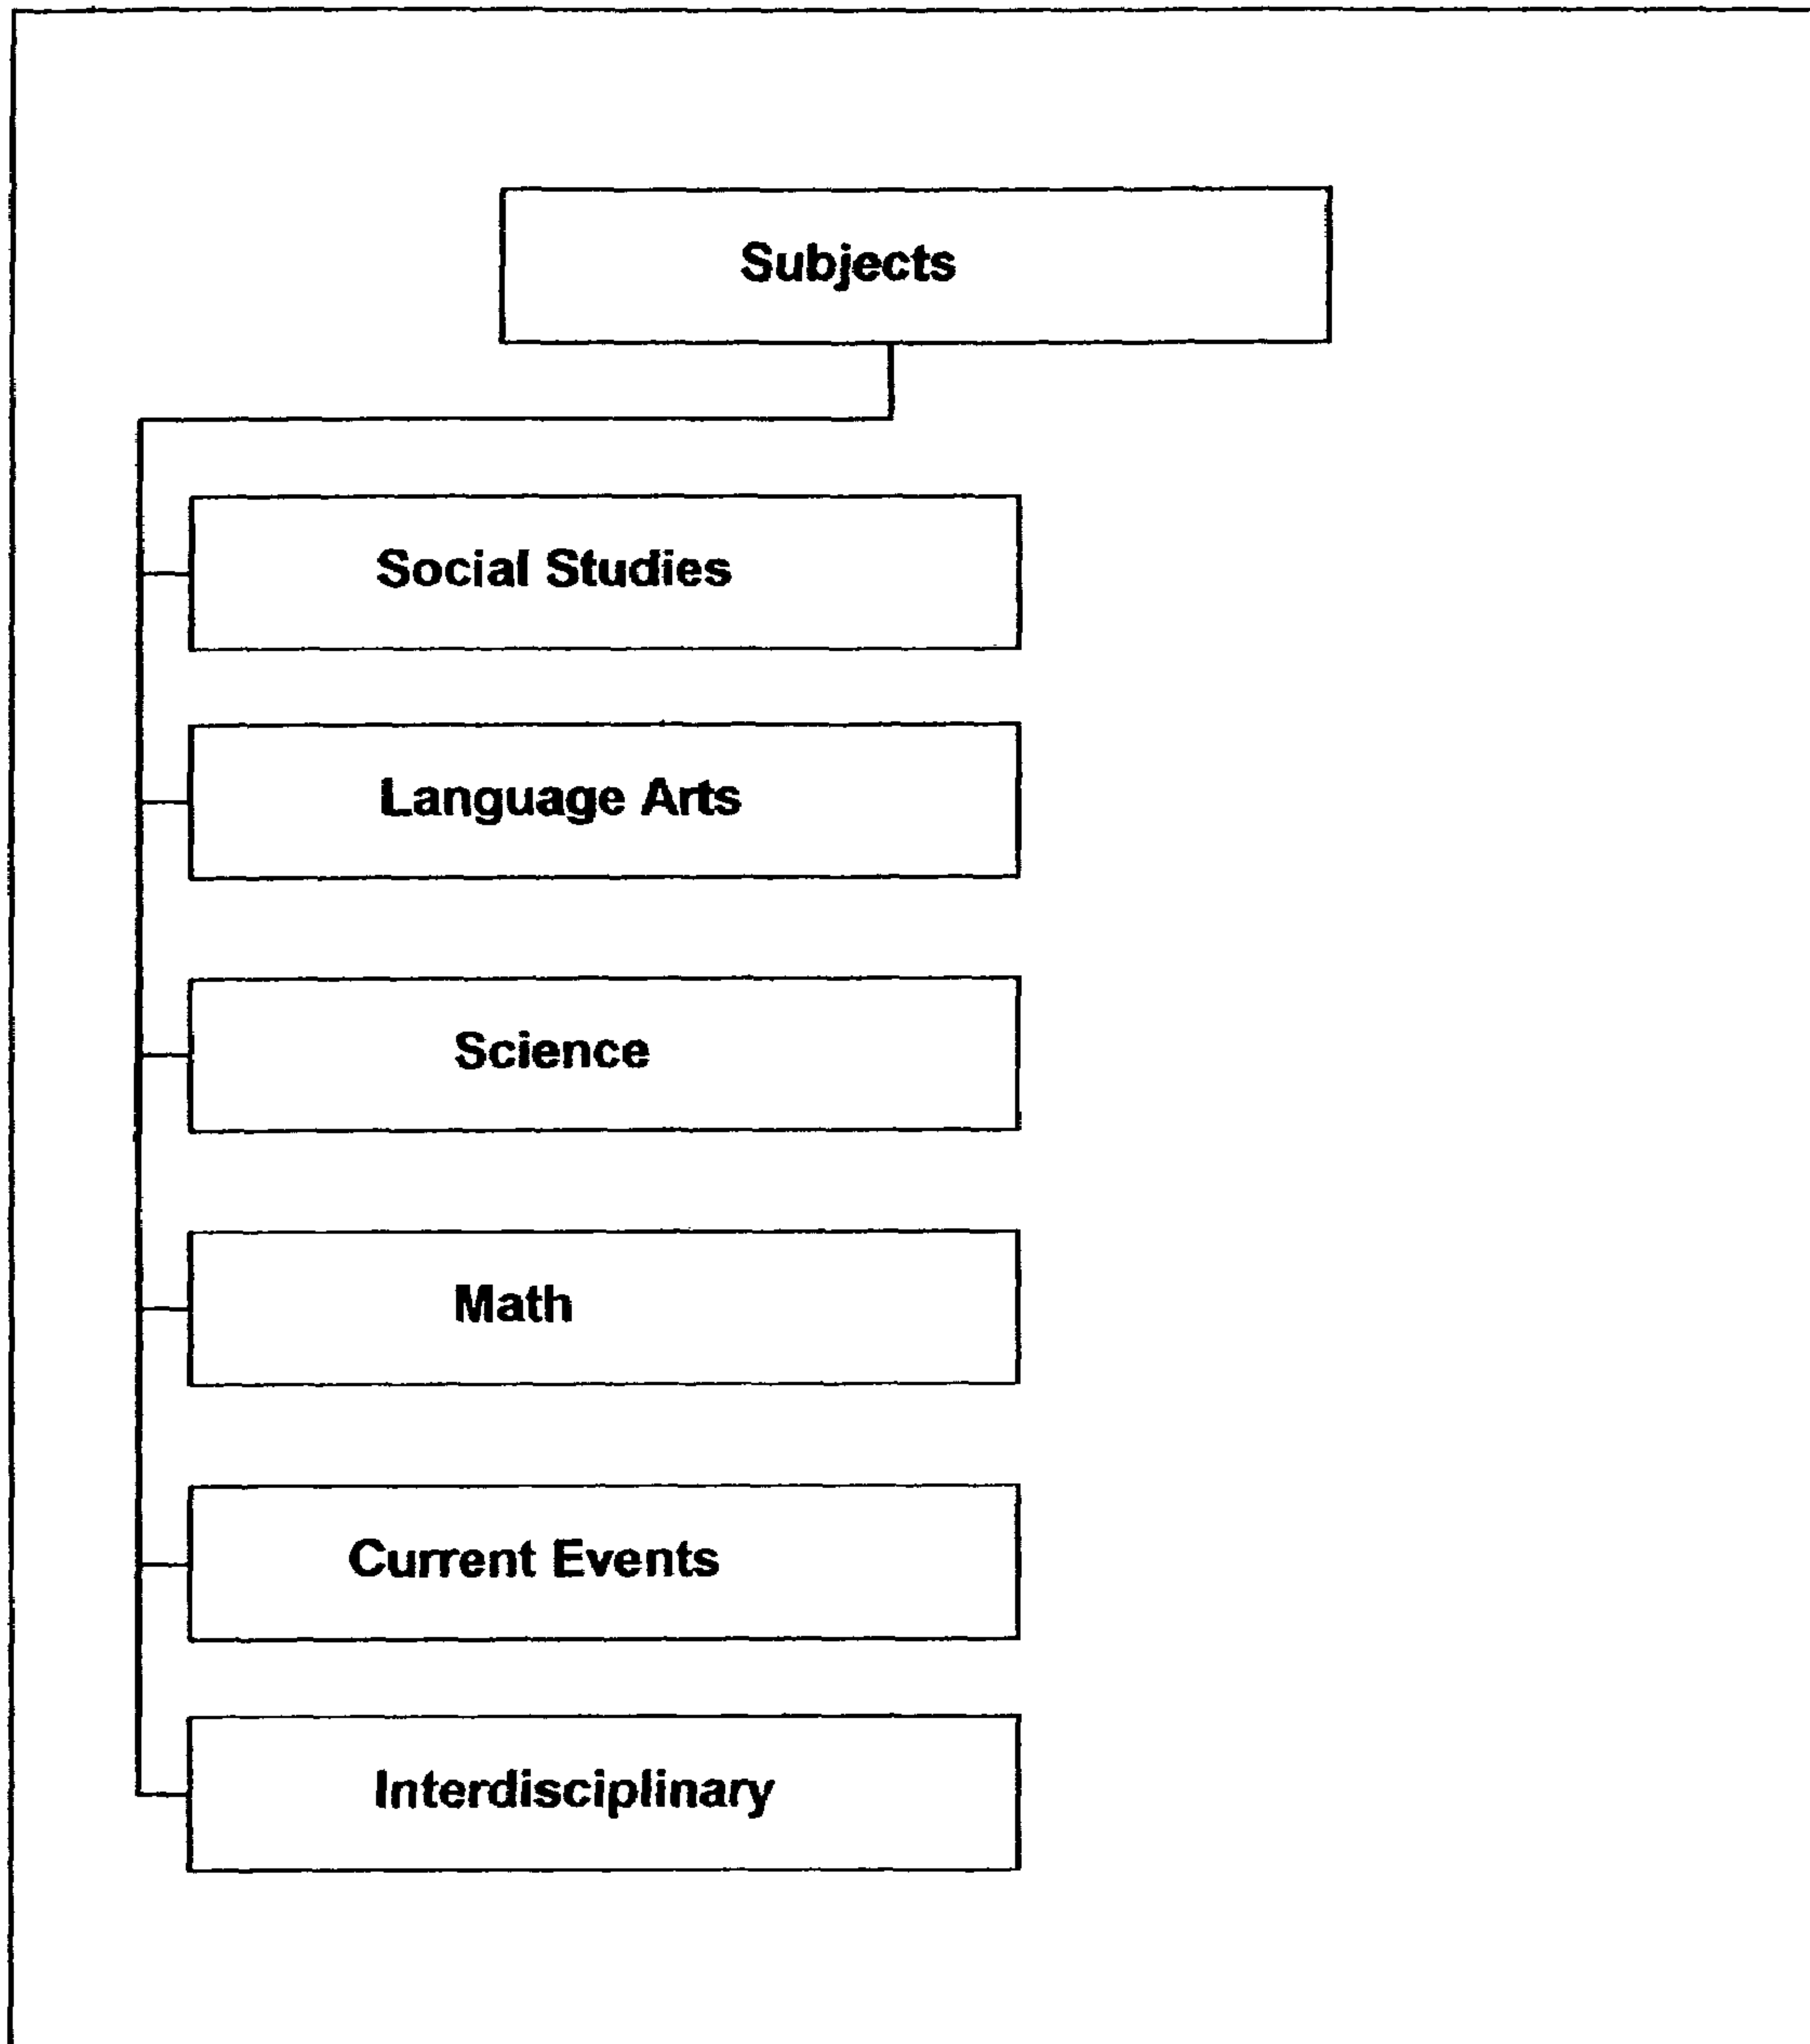 Subjects
Social Studies
Language Arts
Science
Math
Current Events
Interdisciplinary